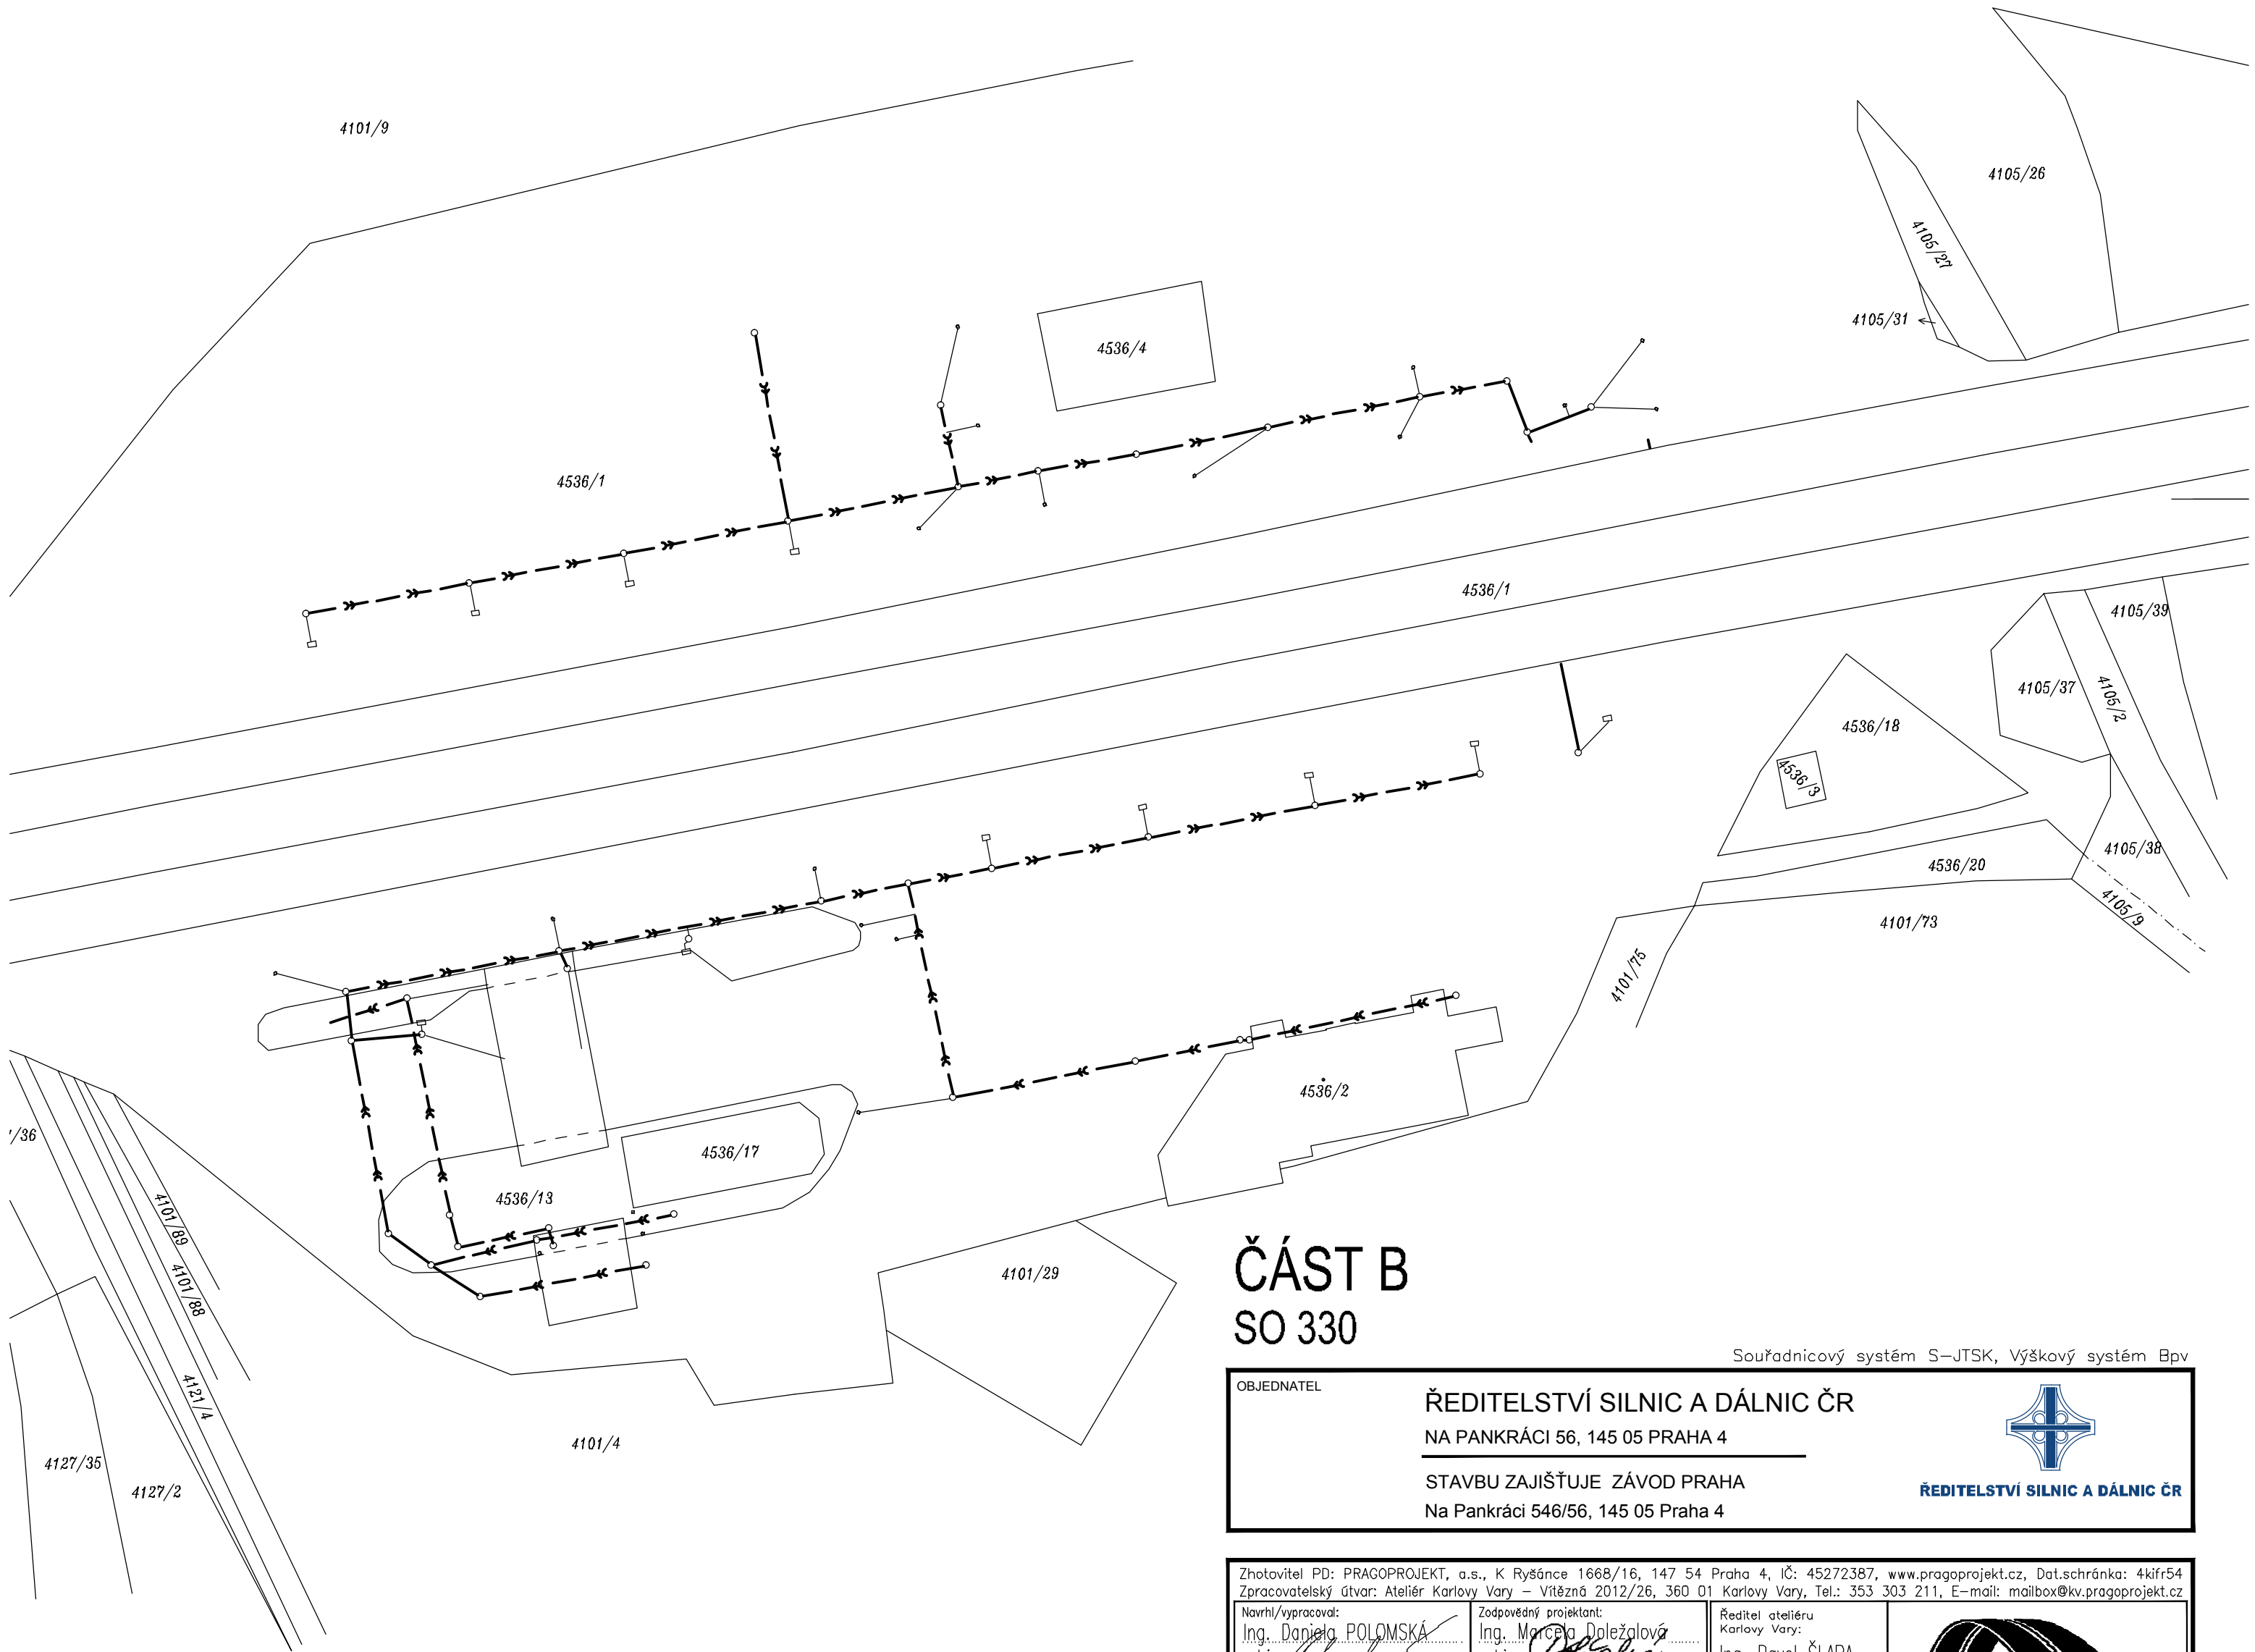 4101/9
4105/26
4105/27
4105/31
4536/4
4536/1
4536/1
4105/39
4105/37
4105/2
4536/18
4536/3
4105/38
4536/20
4105/9
4101/73
4101/75
4536/2
/36
4536/17
4536/13
4101/89
4101/88
4101/29
4121/4
4101/4
4127/35
4127/2
ČÁST B
SO 330
Souřadnicový systém S-JTSK, Výškový systém Bpv
OBJEDNATEL
ŘEDITELSTVÍ SILNIC A DÁLNIC ČR
NA PANKRÁCI 56, 145 05 PRAHA 4
STAVBU ZAJIŠŤUJE ZÁVOD PRAHA
Na Pankráci 546/56, 145 05 Praha 4
ŘEDITELSTVÍ SILNIC A DÁLNIC ČR
Zhotovitel PD: PRAGOPROJEKT, a.s., K Ryšánce 1668/16, 147 54 Praha 4, IČ: 45272387, www.pragoprojekt.cz, Dat.schránka: 4kifr54
Zpracovatelský útvar: Ateliér Karlovy Vary – Vítězná 2012/26, 360 01 Karlovy Vary, Tel.: 353 303 211, E-mail: mailbox@kv.pragoprojekt.cz
Navrhl/vypracoval:
Ing. Daniela POLOMSKÁ
Zodpovědný projektant:
Ing. Marcela Doležalová
Ředitel ateliéru
Karlovy Vary: